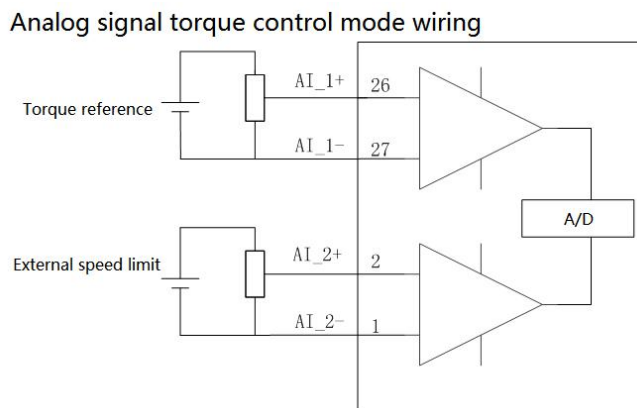 Analog signal torque control mode wiring
AI_1+ 26
Torque reference
AI_1- 27
A/D
AI_2+ 2
External speed limit
AI_2- 1